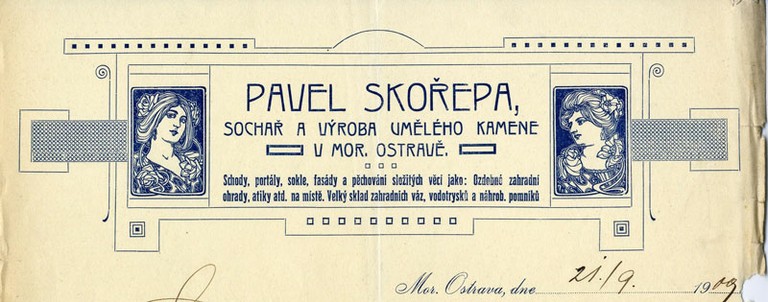 PAVEL SKOŘEPA,
SOCHAŘ A VÝROBA UMĚLÉHO KAMENE
V MOR. OSTRAVĚ.
Schody, portály, sokle, fasády a pěchování složitých věcí jako: Ozdobné zahradní
ohrady, atiky atd. na místě. Velký sklad zahradních váz, vodotrysků a náhrob. pomníků
Mor. Ostrava, dne 21./9. 1909